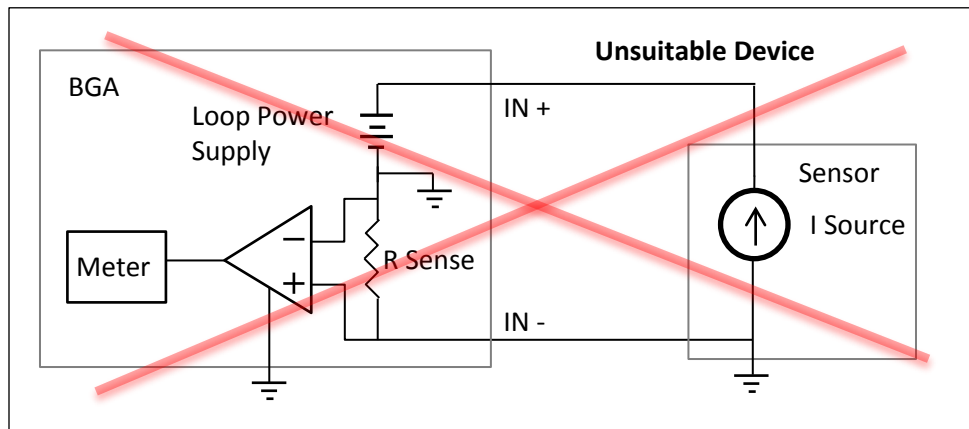 Unsuitable Device
BGA
Loop Power
Supply
IN +
Sensor
I Source
Meter
R Sense
IN -